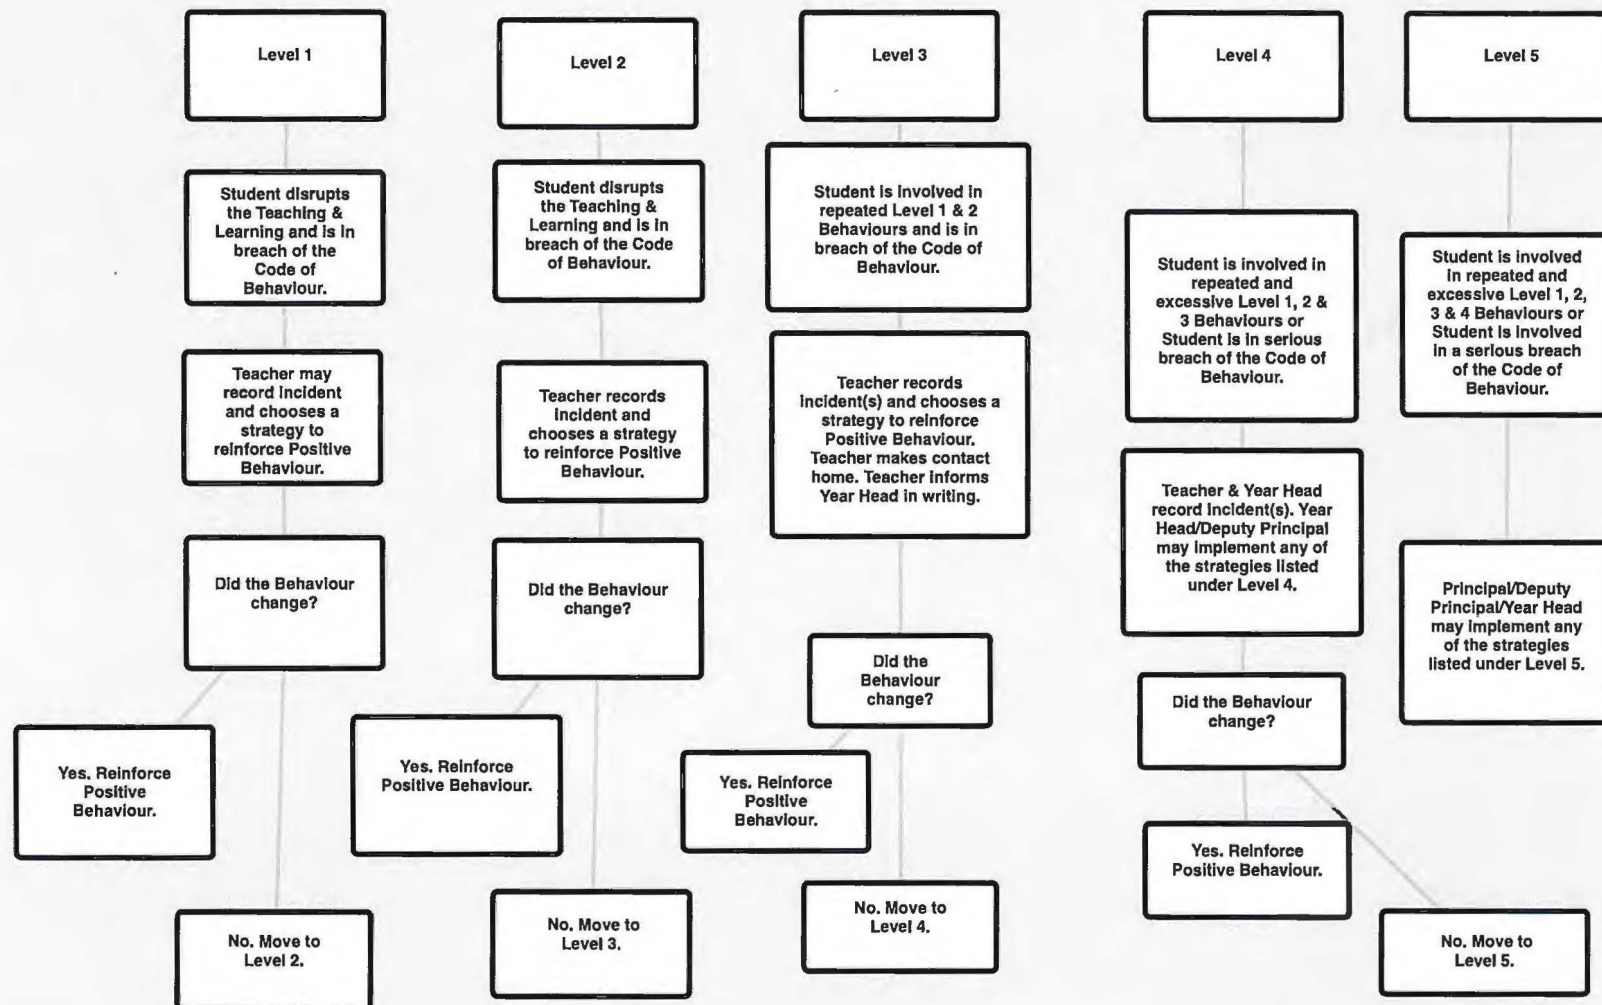 Level 1
Student disrupts
the Teaching &
Learning and is in
breach of the
Code of
Behaviour.
Teacher may
record incident
and chooses a
strategy to
reinforce Positive
Behaviour.
Did the Behaviour
change?
Yes. Reinforce
Positive
Behaviour.
No. Move to
Level 2.
Level 2
Student disrupts
the Teaching &
Learning and is in
breach of the Code
of Behaviour.
Teacher records
incident and
chooses a strategy
to reinforce Positive
Behaviour.
Did the Behaviour
change?
Yes. Reinforce
Positive Behaviour.
No. Move to
Level 3.
Level 3
Student is involved in
repeated Level 1 & 2
Behaviours and is in
breach of the Code of
Behaviour.
Teacher records
incident(s) and chooses a
strategy to reinforce
Positive Behaviour.
Teacher makes contact
home. Teacher informs
Year Head in writing.
Did the
Behaviour
change?
Yes. Reinforce
Positive
Behaviour.
No. Move to
Level 4.
Level 4
Student is involved in
repeated and
excessive Level 1, 2 &
3 Behaviours or
Student is in serious
breach of the Code of
Behaviour.
Teacher & Year Head
record incident(s). Year
Head/Deputy Principal
may implement any of
the strategies listed
under Level 4.
Did the Behaviour
change?
Yes. Reinforce
Positive Behaviour.
No. Move to
Level 5.
Level 5
Student is involved
in repeated and
excessive Level 1, 2,
3 & 4 Behaviours or
Student is involved
in a serious breach
of the Code of
Behaviour.
Principal/Deputy
Principal/Year Head
may implement any
of the strategies
listed under Level 5.